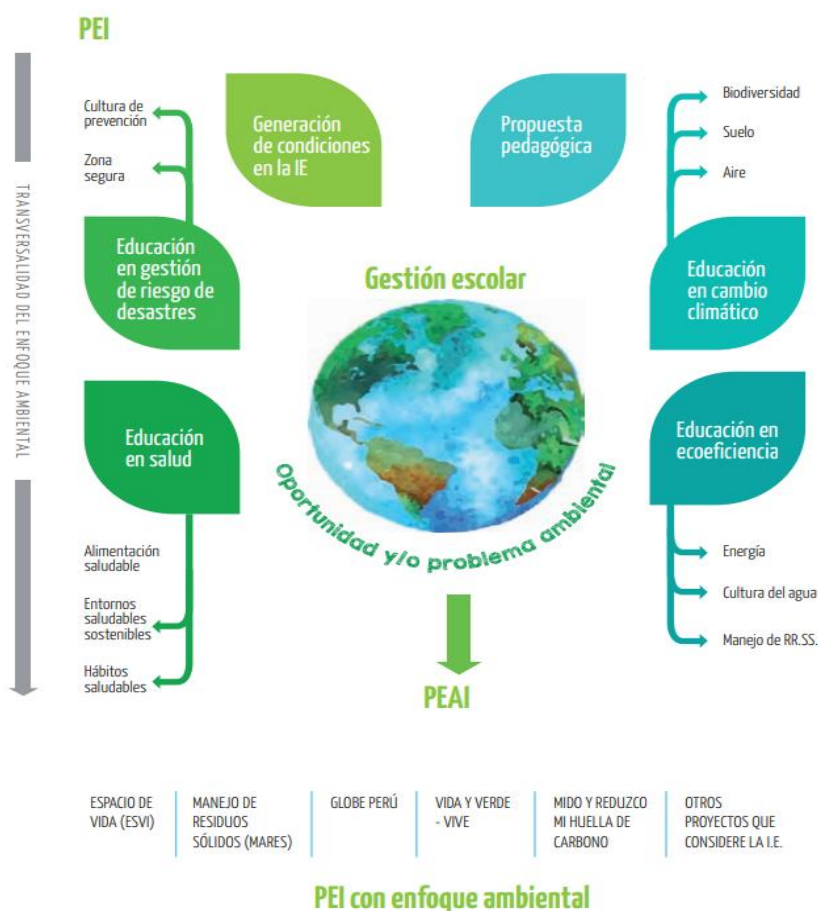 PEI
TRANSVERSALIDAD DEL ENFOQUE AMBIENTAL
Cultura de
prevención
Zona
segura
Generación
de condiciones
en la IE
Propuesta
pedagógica
Biodiversidad
Suelo
Aire
Educación
en gestión
de riesgo de
desastres
Gestión escolar
Educación
en cambio
climático
Educación
en salud
Educación en
ecoeficiencia
Oportunidad y/o problema ambiental
Alimentación
saludable
Entornos
saludables
sostenibles
Hábitos
saludables
Energía
Cultura del agua
Manejo de RR.SS.
PEAI
ESPACIO DE
VIDA (ESVI)
MANEJO DE
RESIDUOS
SÓLIDOS (MARES)
GLOBE PERÚ
VIDA Y VERDE
- VIVE
MIDO Y REDUZCO
MI HUELLA DE
CARBONO
OTROS
PROYECTOS QUE
CONSIDERE LA I.E.
PEI con enfoque ambiental